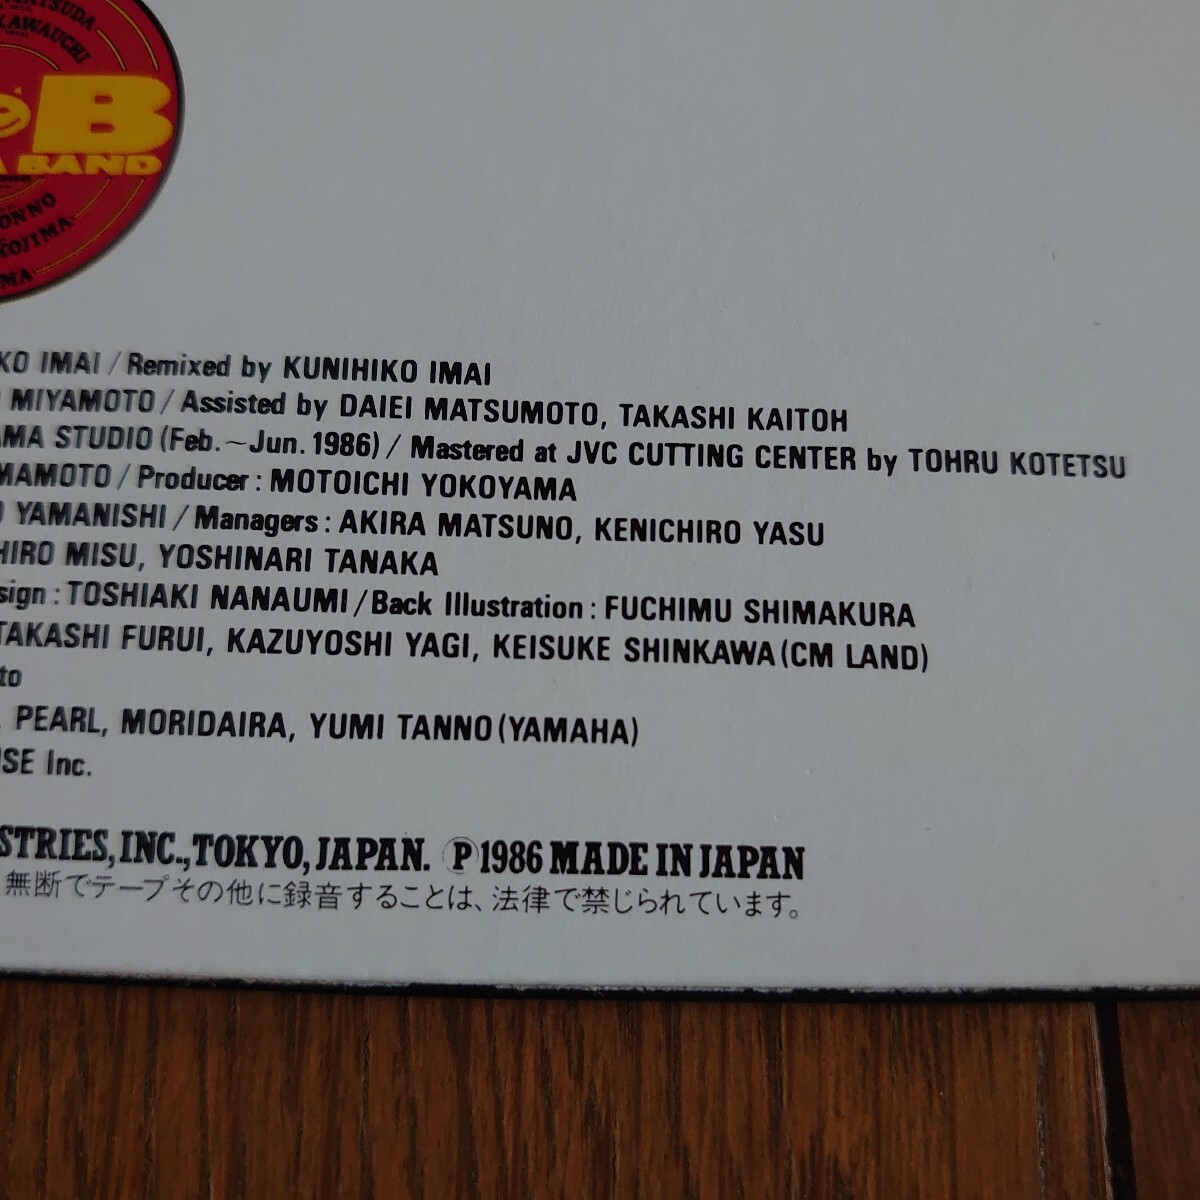 KAWAUCHI
B
BAND
KOJIMA
KO IMAI / Remixed by KUNIHIKO IMAI
MIYAMOTO / Assisted by DAIEI MATSUMOTO, TAKASHI KAITOH
AMA STUDIO (Feb. ~Jun. 1986) / Mastered at JVC CUTTING CENTER by TOHRU KOTETSU
MAMOTO / Producer : MOTOICHI YOKOYAMA
YAMANISHI / Managers : AKIRA MATSUNO, KENICHIRO YASU
HIRO MISU, YOSHINARI TANAKA
sign : TOSHIAKI NANAUMI / Back Illustration : FUCHIMU SHIMAKURA
TAKASHI FURUI, KAZUYOSHI YAGI, KEISUKE SHINKAWA (CM LAND)
to
PEARL, MORIDAIRA, YUMI TANNO (YAMAHA)
SE Inc.
STRIES, INC., TOKYO, JAPAN. Ⓟ1986 MADE IN JAPAN
無断でテープその他に録音することは、法律で禁じられています。